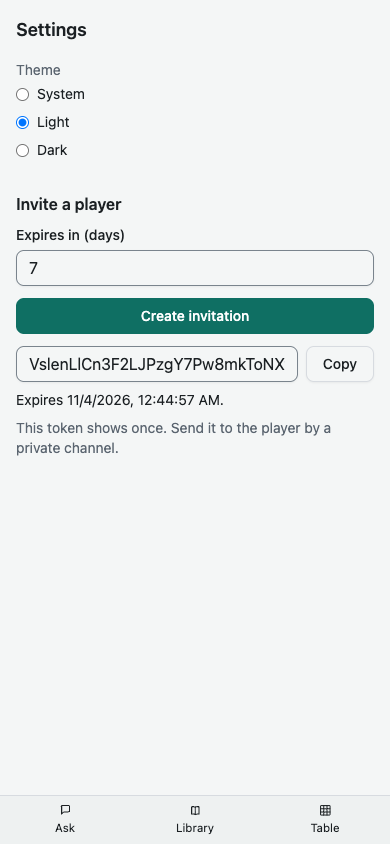 Settings
Theme
System
Light
Dark
Invite a player
Expires in (days)
7
Create invitation
VslenLlCn3F2LJPzgY7Pw8mkToNX
Copy
Expires 11/4/2026, 12:44:57 AM.
This token shows once. Send it to the player by a
private channel.
Ask
Library
Table